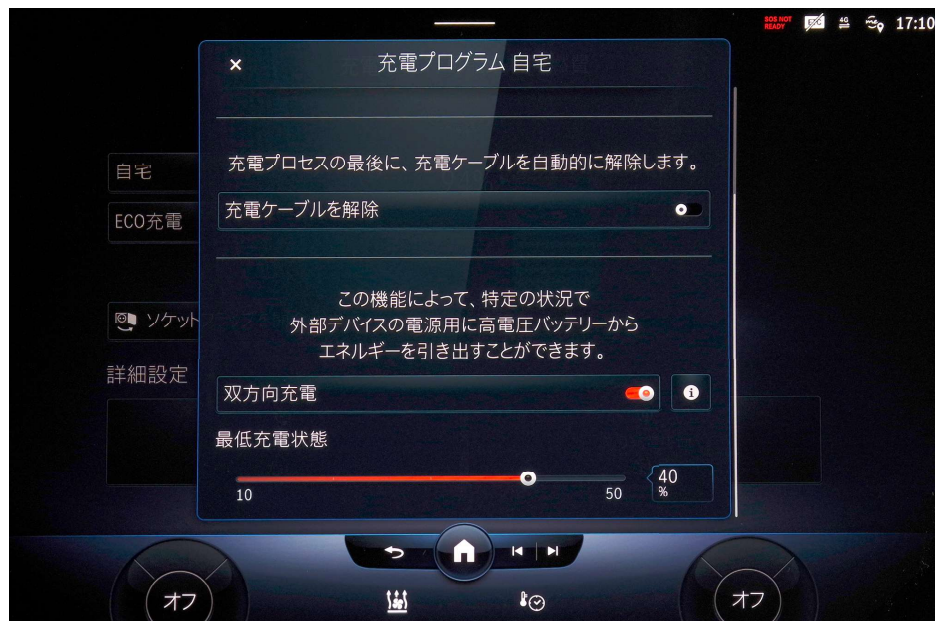 SOS NOT
READY
ETC
4G
17:10
充電プログラム 自宅
充電プロセスの最後に、充電ケーブルを自動的に解除します。
自宅
充電ケーブルを解除
ECO充電
この機能によって、特定の状況で
外部デバイスの電源用に高電圧バッテリーから
エネルギーを引き出すことができます。
ソケット
詳細設定
双方向充電
最低充電状態
10
50
40
%
オフ
オフ